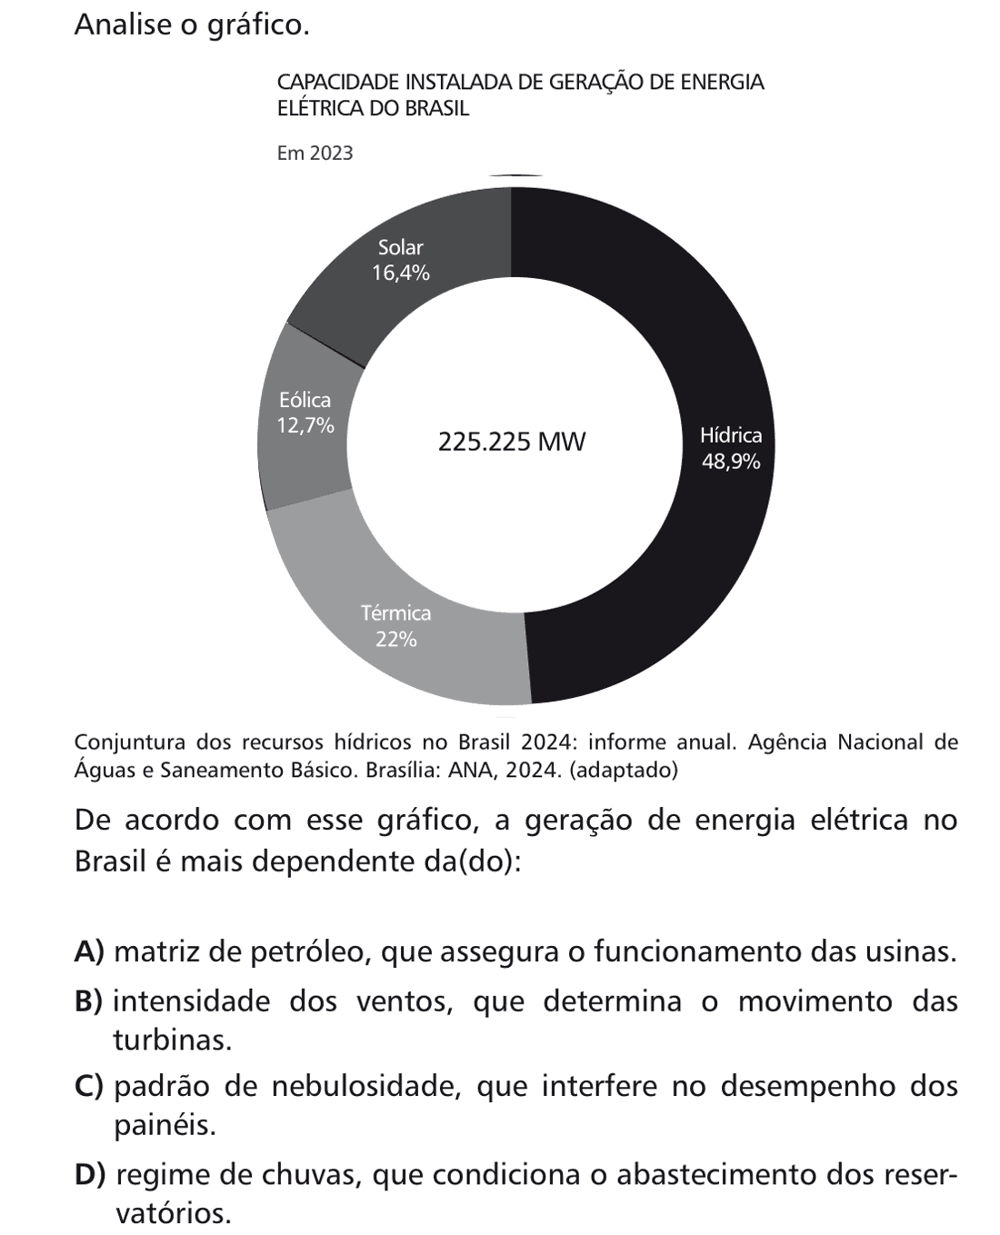 Analise o gráfico.
CAPACIDADE INSTALADA DE GERAÇÃO DE ENERGIA
ELÉTRICA DO BRASIL
Em 2023
Solar
16,4%
Eólica
12,7%
225.225 MW
Hídrica
48,9%
Térmica
22%
Conjuntura dos recursos hídricos no Brasil 2024: informe anual. Agência Nacional de
Águas e Saneamento Básico. Brasília: ANA, 2024. (adaptado)
De acordo com esse gráfico, a geração de energia elétrica no
Brasil é mais dependente da(do):
A) matriz de petróleo, que assegura o funcionamento das usinas.
B) intensidade dos ventos, que determina o movimento das
turbinas.
C) padrão de nebulosidade, que interfere no desempenho dos
painéis.
D) regime de chuvas, que condiciona o abastecimento dos reser-
vatórios.